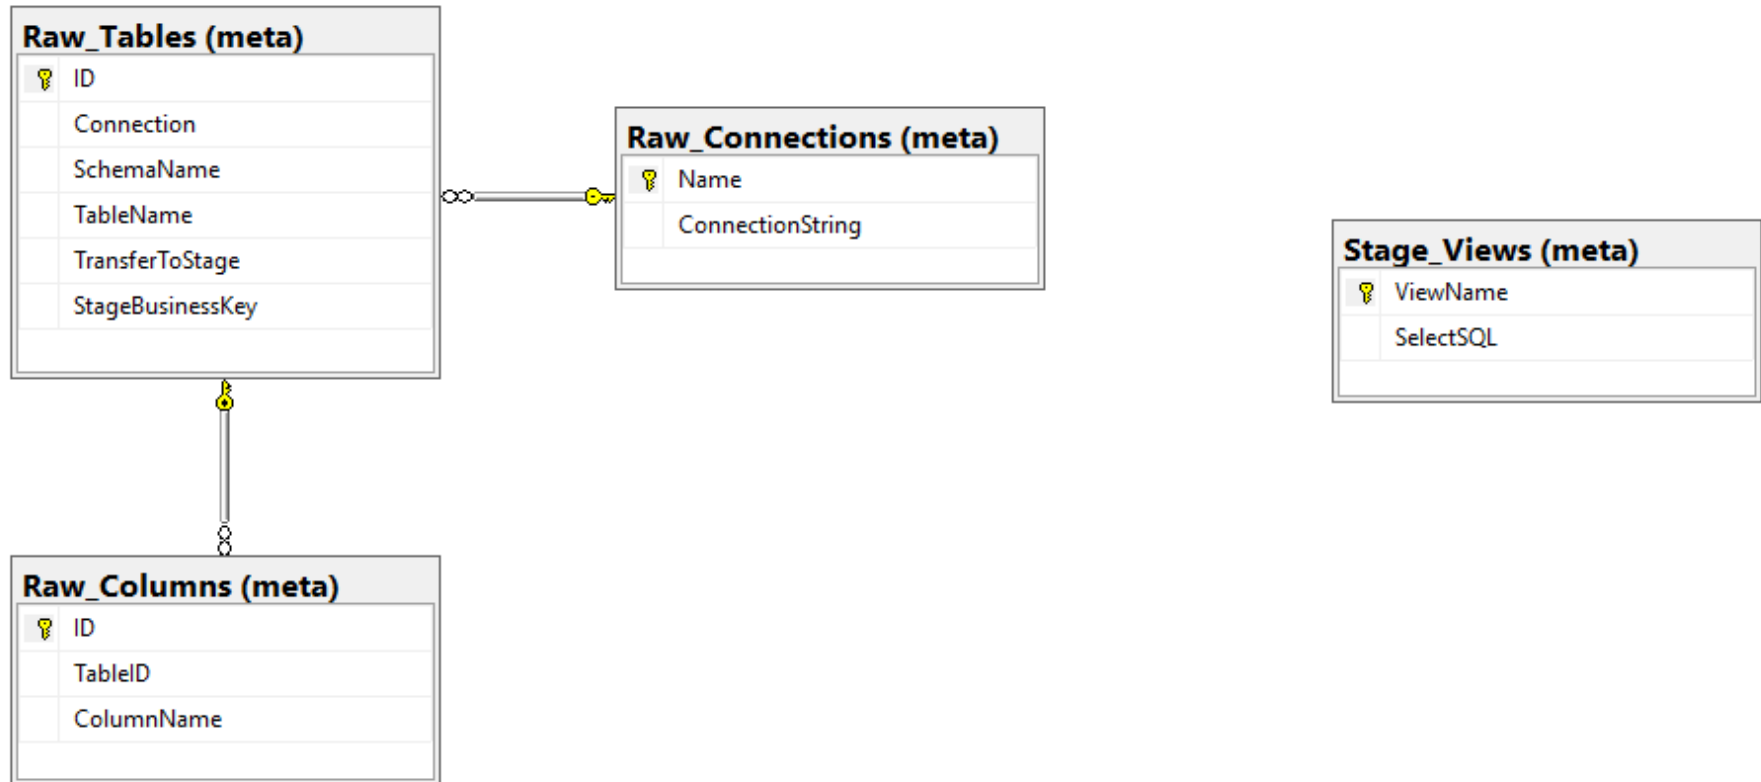 Raw_Tables (meta)
ID
Connection
SchemaName
TableName
TransferToStage
StageBusinessKey
Raw_Connections (meta)
Name
ConnectionString
Stage_Views (meta)
ViewName
SelectSQL
Raw_Columns (meta)
ID
TableID
ColumnName